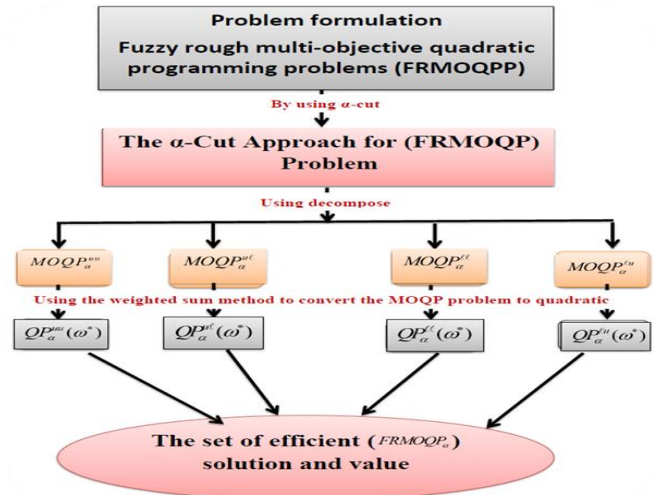 Problem formulation
Fuzzy rough multi-objective quadratic
programming problems (FRMOQPP)
By using α-cut
The α-Cut Approach for (FRMOQP)
Problem
Using decompose
MOQP_α^{uu} MOQP_α^{uℓ} MOQP_α^{ℓℓ} MOQP_α^{ℓu}
Using the weighted sum method to convert the MOQP problem to quadratic
QP_α^{uu}(ω*) QP_α^{uℓ}(ω*) QP_α^{ℓℓ}(ω*) QP_α^{ℓu}(ω*)
The set of efficient (FRMOQP_α)
solution and value